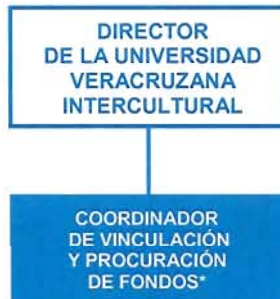 DIRECTOR
DE LA UNIVERSIDAD
VERACRUZANA
INTERCULTURAL
COORDINADOR
DE VINCULACIÓN
Y PROCURACIÓN
DE FONDOS*